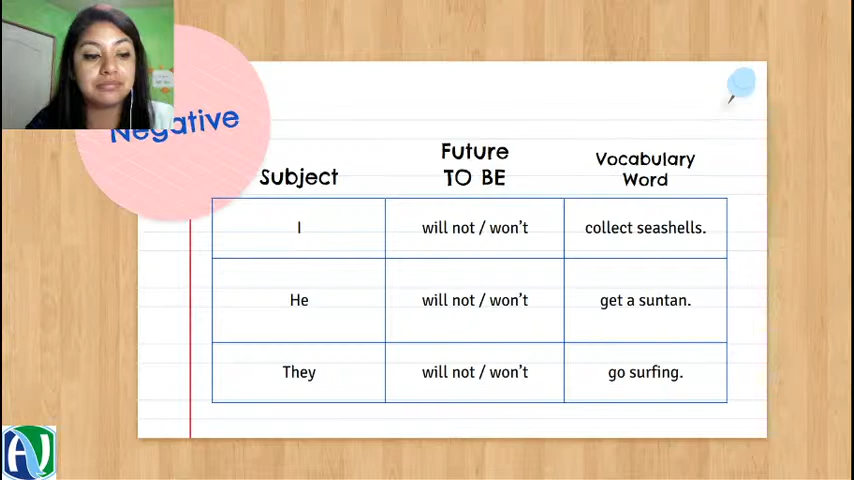 Negative
Future
TO BE
Subject
Vocabulary
Word
I
will not / won't
collect seashells.
He
will not / won't
get a suntan.
They
will not / won't
go surfing.